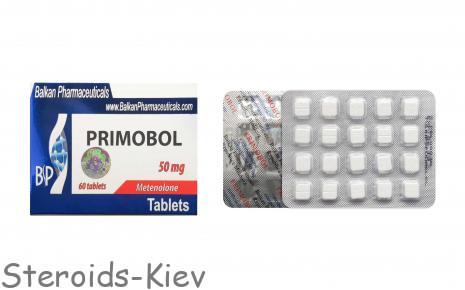 Balkan Pharmaceuticals
www.BalkanPharmaceuticals.com
PRIMOBOL
50 mg
60 tablets
Metenolone
BP
Tablets
Steroids-Kiev